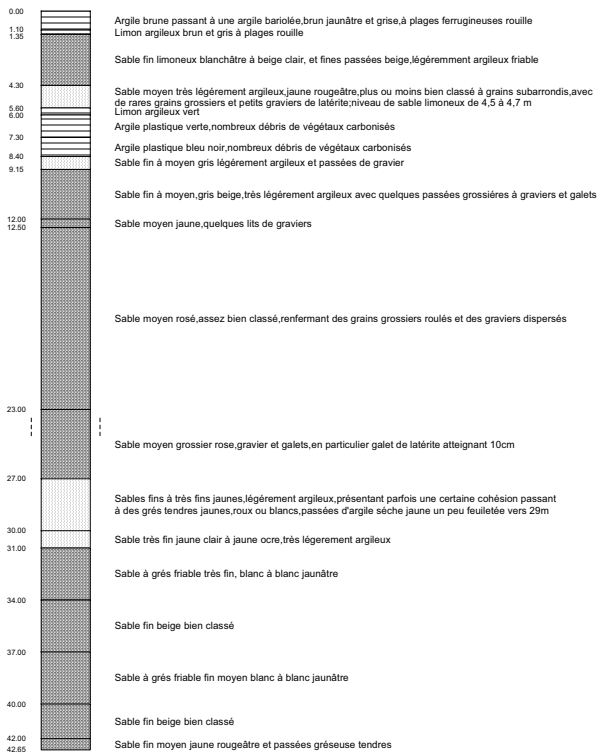 0.00
Argile brune passant à une argile bariolée,brun jaunâtre et grise,à plages ferrugineuses rouille
1.10
Limon argileux brun et gris à plages rouille
1.35
Sable fin limoneux blanchâtre à beige clair, et fines passées beige,légéremment argileux friable
4.30
Sable moyen très légérement argileux,jaune rougeâtre,plus ou moins bien classé à grains subarrondis,avec
de rares grains grossiers et petits graviers de latérite;niveau de sable limoneux de 4,5 à 4,7 m
5.60
Limon argileux vert
6.00
Argile plastique verte,nombreux débris de végétaux carbonisés
7.30
Argile plastique bleu noir,nombreux débris de végétaux carbonisés
8.40
Sable fin à moyen gris légérement argileux et passées de gravier
9.15
Sable fin à moyen,gris beige,très légérement argileux avec quelques passées grossiéres à graviers et galets
12.00
Sable moyen jaune,quelques lits de graviers
12.50
Sable moyen rosé,assez bien classé,renfermant des grains grossiers roulés et des graviers dispersés
23.00
Sable moyen grossier rose,gravier et galets,en particulier galet de latérite atteignant 10cm
27.00
Sables fins à très fins jaunes,légérement argileux,présentant parfois une certaine cohésion passant
à des grés tendres jaunes,roux ou blancs,passées d'argile séche jaune un peu feuiletée vers 29m
30.00
Sable très fin jaune clair à jaune ocre,très légerement argileux
31.00
Sable à grés friable très fin, blanc à blanc jaunâtre
34.00
Sable fin beige bien classé
37.00
Sable à grés friable fin moyen blanc à blanc jaunâtre
40.00
Sable fin beige bien classé
42.00
Sable fin moyen jaune rougeâtre et passées gréseuse tendres
42.65